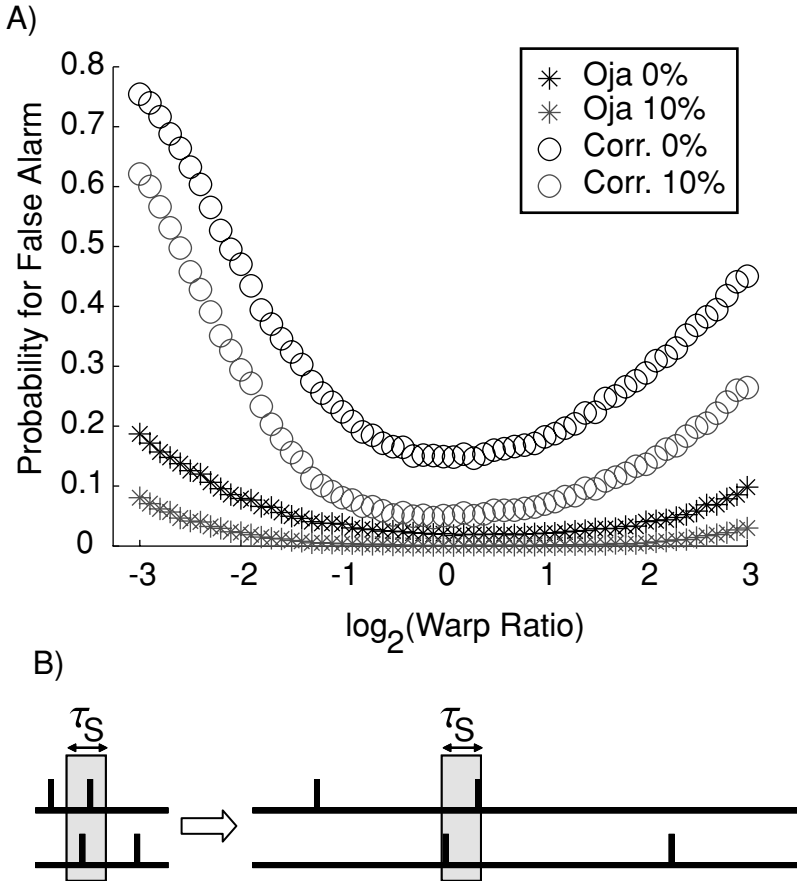 A)
Probability for False Alarm
0.8
0.7
0.6
0.5
0.4
0.3
0.2
0.1
0
Oja 0%
Oja 10%
Corr. 0%
Corr. 10%
-3 -2 -1 0 1 2 3
log2(Warp Ratio)
B)
τS τS